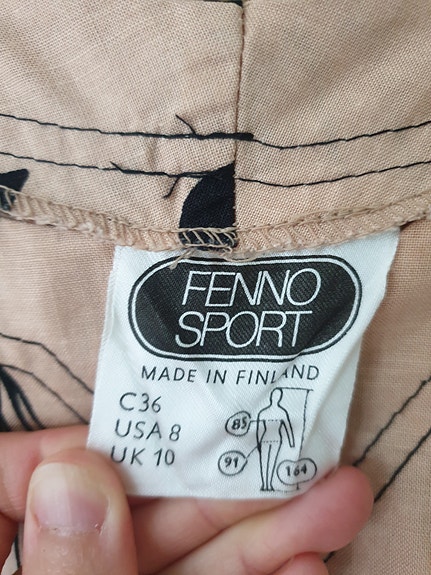 FENNO
SPORT
MADE IN FINLAND
C36
USA 8
UK 10
85
91
164